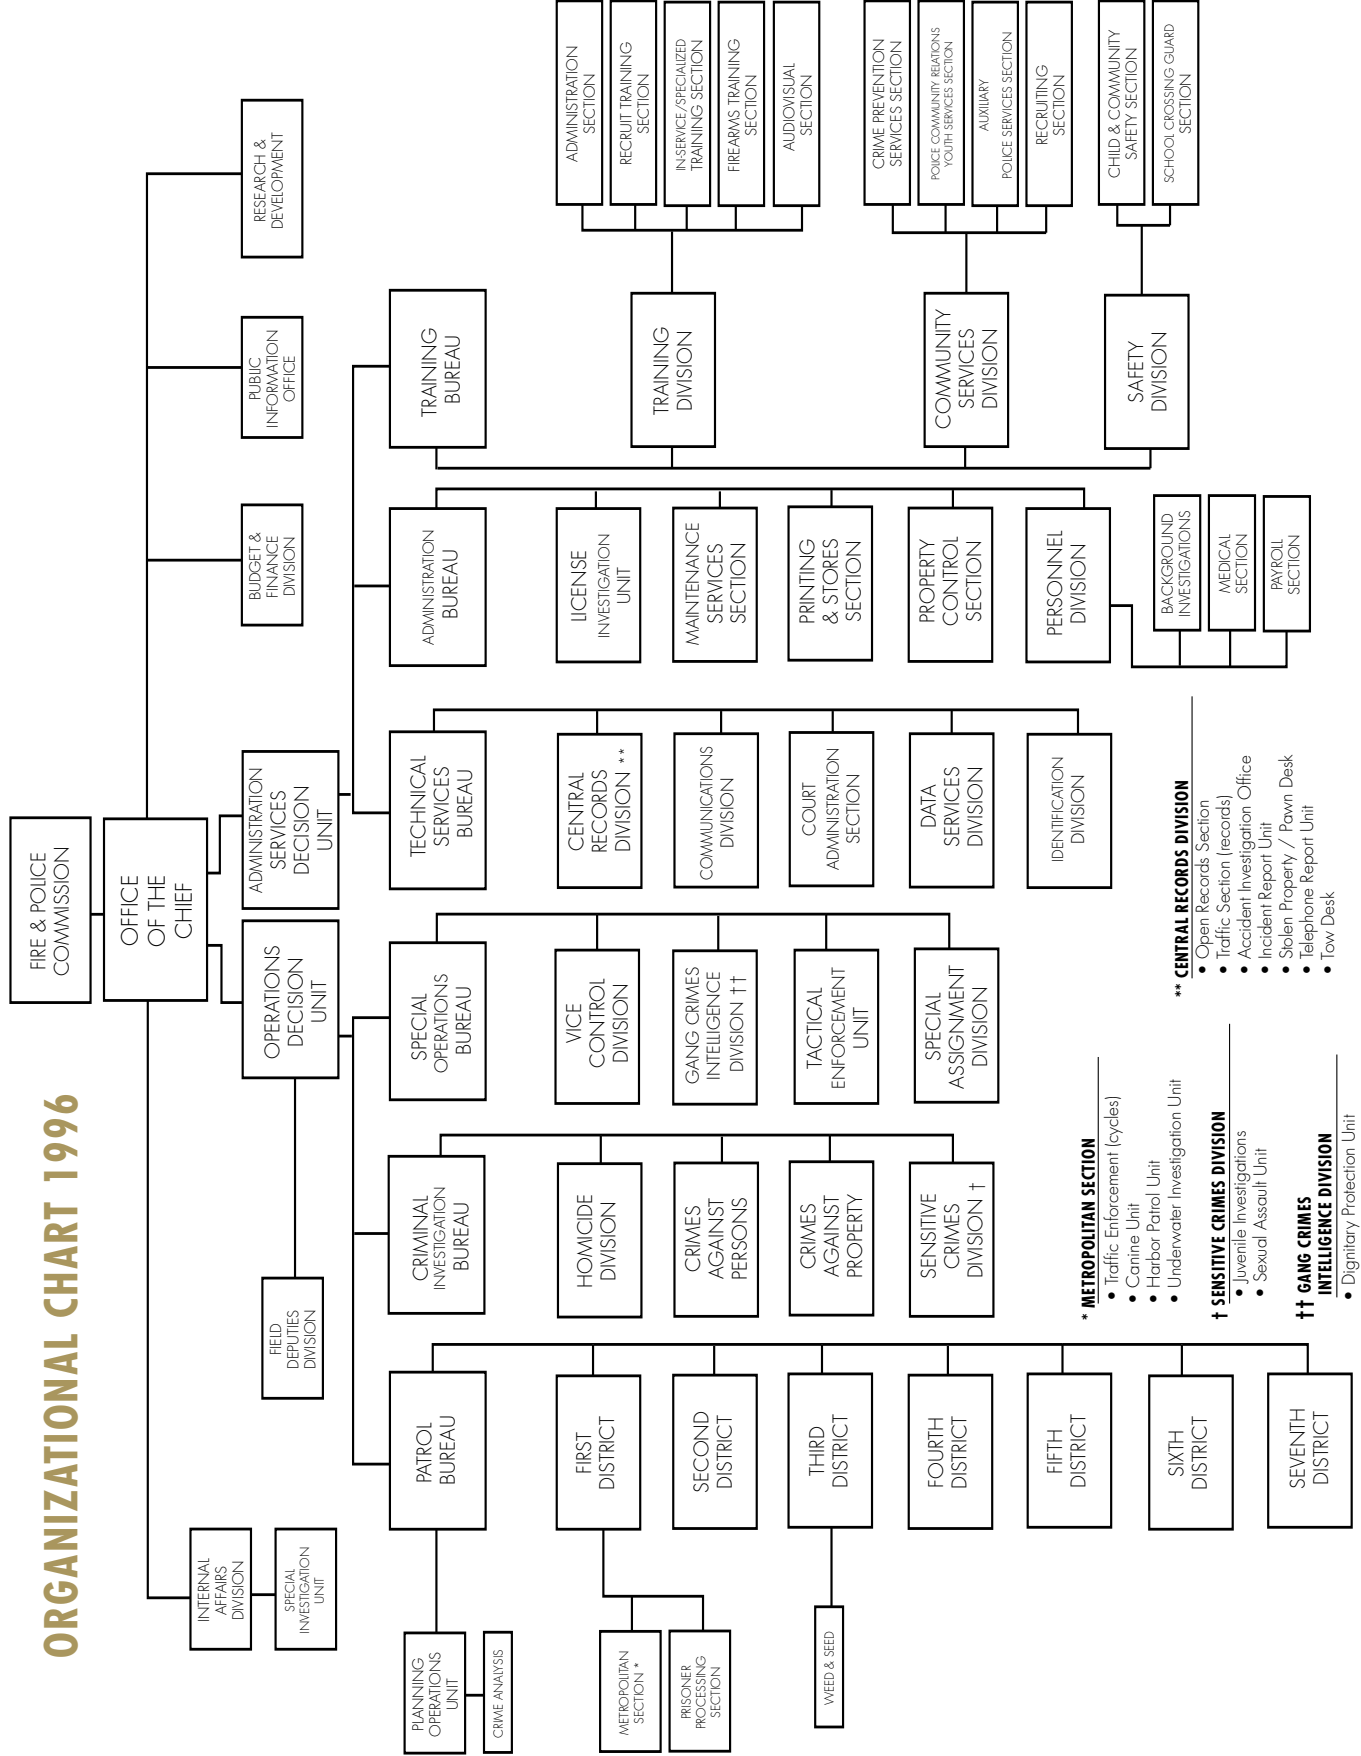 ORGANIZATIONAL CHART 1996
FIRE & POLICE
COMMISSION
OFFICE
OF THE
CHIEF
INTERNAL
AFFAIRS
DIVISION
SPECIAL
INVESTIGATION
UNIT
BUDGET &
FINANCE
DIVISION
PUBLIC
INFORMATION
OFFICE
RESEARCH &
DEVELOPMENT
OPERATIONS
DECISION
UNIT
ADMINISTRATION
SERVICES
DECISION
UNIT
FIELD
DEPUTIES
DIVISION
PATROL
BUREAU
CRIMINAL
INVESTIGATION
BUREAU
SPECIAL
OPERATIONS
BUREAU
TECHNICAL
SERVICES
BUREAU
ADMINISTRATION
BUREAU
TRAINING
BUREAU
PLANNING
OPERATIONS
UNIT
CRIME ANALYSIS
FIRST
DISTRICT
METROPOLITAN
SECTION *
PRISONER
PROCESSING
SECTION
SECOND
DISTRICT
THIRD
DISTRICT
WEED & SEED
FOURTH
DISTRICT
FIFTH
DISTRICT
SIXTH
DISTRICT
SEVENTH
DISTRICT
HOMICIDE
DIVISION
CRIMES
AGAINST
PERSONS
CRIMES
AGAINST
PROPERTY
SENSITIVE
CRIMES
DIVISION †
VICE
CONTROL
DIVISION
GANG CRIMES
INTELLIGENCE
DIVISION ††
TACTICAL
ENFORCEMENT
UNIT
SPECIAL
ASSIGNMENT
DIVISION
CENTRAL
RECORDS
DIVISION **
COMMUNICATIONS
DIVISION
COURT
ADMINISTRATION
SECTION
DATA
SERVICES
DIVISION
IDENTIFICATION
DIVISION
LICENSE
INVESTIGATION
UNIT
MAINTENANCE
SERVICES
SECTION
PRINTING
& STORES
SECTION
PROPERTY
CONTROL
SECTION
PERSONNEL
DIVISION
BACKGROUND
INVESTIGATIONS
MEDICAL
SECTION
PAYROLL
SECTION
TRAINING
DIVISION
ADMINISTRATION
SECTION
RECRUIT TRAINING
SECTION
IN-SERVICE/SPECIALIZED
TRAINING SECTION
FIREARMS TRAINING
SECTION
AUDIOVISUAL
SECTION
COMMUNITY
SERVICES
DIVISION
CRIME PREVENTION
SERVICES SECTION
POLICE COMMUNITY RELATIONS
YOUTH SERVICES SECTION
AUXILIARY
POLICE SERVICES SECTION
RECRUITING
SECTION
SAFETY
DIVISION
CHILD & COMMUNITY
SAFETY SECTION
SCHOOL CROSSING GUARD
SECTION
* METROPOLITAN SECTION
• Traffic Enforcement (cycles)
• Canine Unit
• Harbor Patrol Unit
• Underwater Investigation Unit
† SENSITIVE CRIMES DIVISION
• Juvenile Investigations
• Sexual Assault Unit
†† GANG CRIMES
INTELLIGENCE DIVISION
• Dignitary Protection Unit
** CENTRAL RECORDS DIVISION
• Open Records Section
• Traffic Section (records)
• Accident Investigation Office
• Incident Report Unit
• Stolen Property / Pawn Desk
• Telephone Report Unit
• Tow Desk